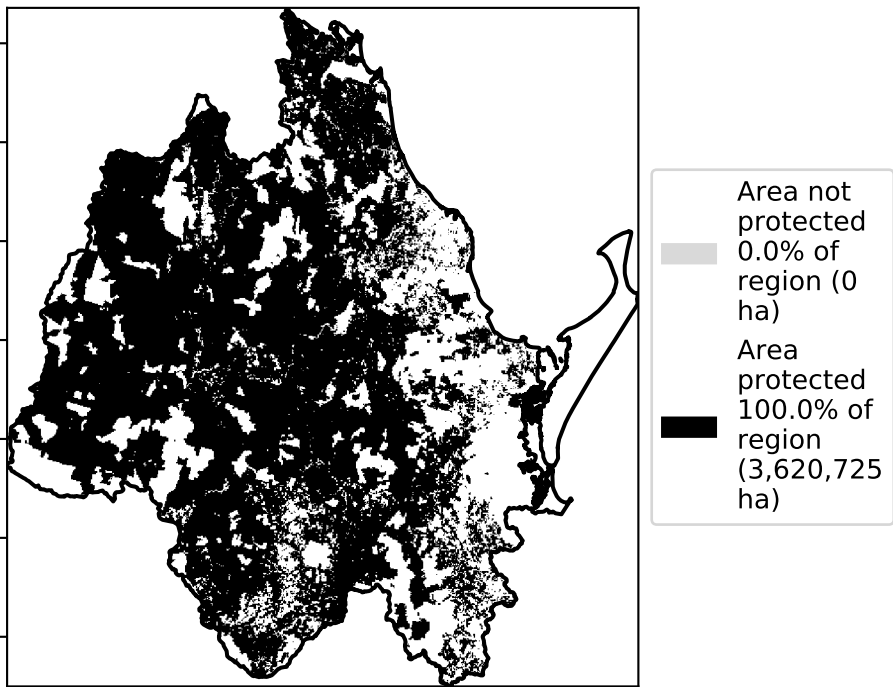 Area not
protected
0.0% of
region (0
ha)
Area
protected
100.0% of
region
(3,620,725
ha)